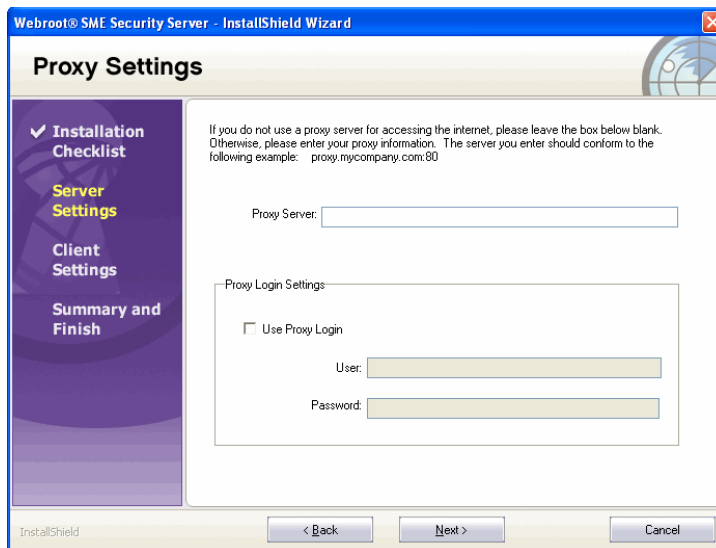 Webroot® SME Security Server - InstallShield Wizard
Proxy Settings
Installation
Checklist
Server
Settings
Client
Settings
Summary and
Finish
If you do not use a proxy server for accessing the internet, please leave the box below blank.
Otherwise, please enter your proxy information. The server you enter should conform to the
following example: proxy.mycompany.com:80
Proxy Server:
Proxy Login Settings
Use Proxy Login
User:
Password:
InstallShield
< Back
Next >
Cancel